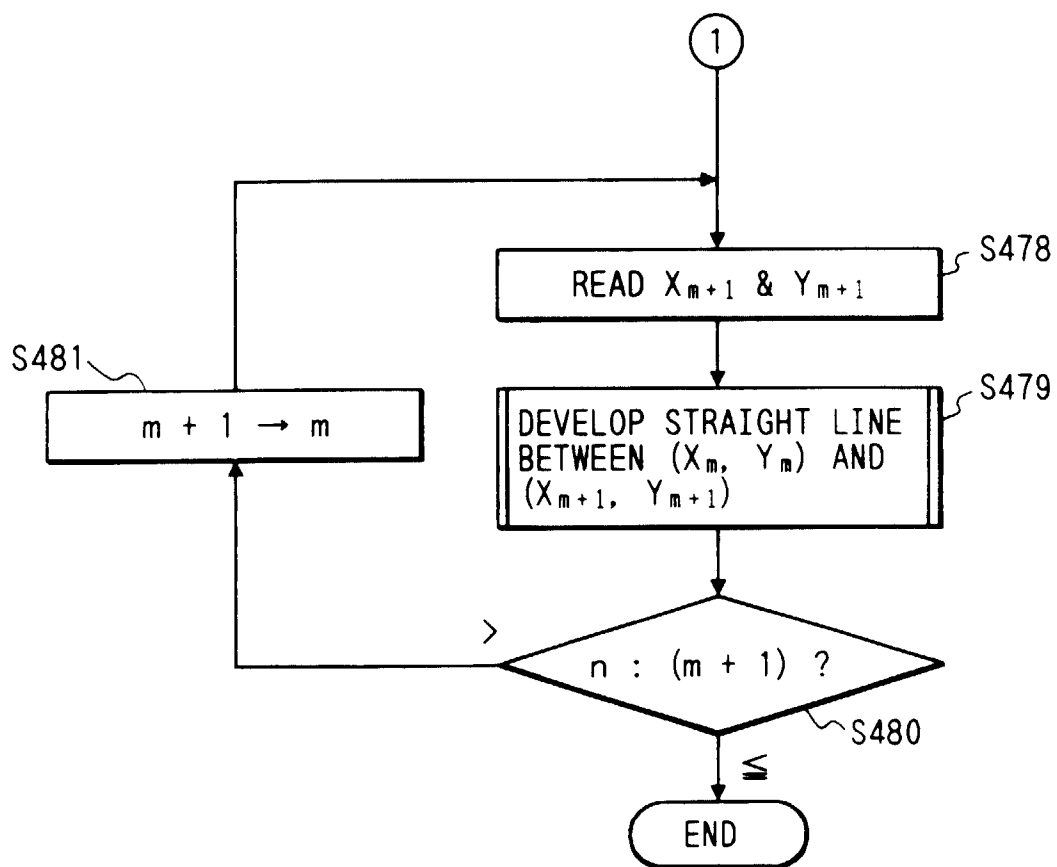 1
S478
READ Xm+1 & Ym+1
S481
m + 1 → m
S479
DEVELOP STRAIGHT LINE
BETWEEN (Xm, Ym) AND
(Xm+1, Ym+1)
>
n : (m + 1) ?
S480
≦
END